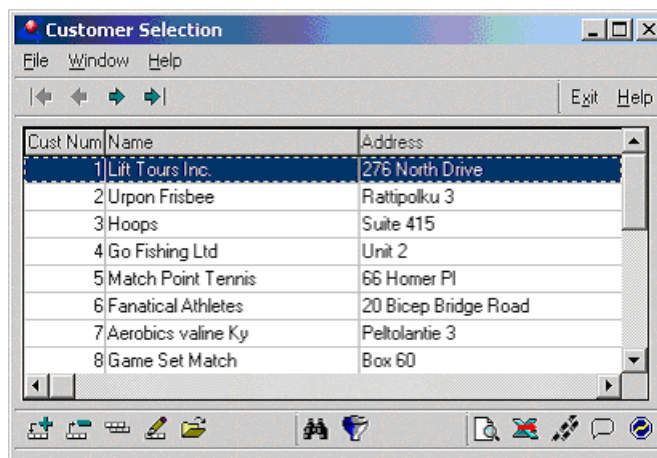 Customer Selection
File Window Help
Exit Help
Cust Num Name Address
1 Lift Tours Inc. 276 North Drive
2 Urpon Frisbee Rattipolku 3
3 Hoops Suite 415
4 Go Fishing Ltd Unit 2
5 Match Point Tennis 66 Homer Pl
6 Fanatical Athletes 20 Bicep Bridge Road
7 Aerobics valine Ky Peltolantie 3
8 Game Set Match Box 60